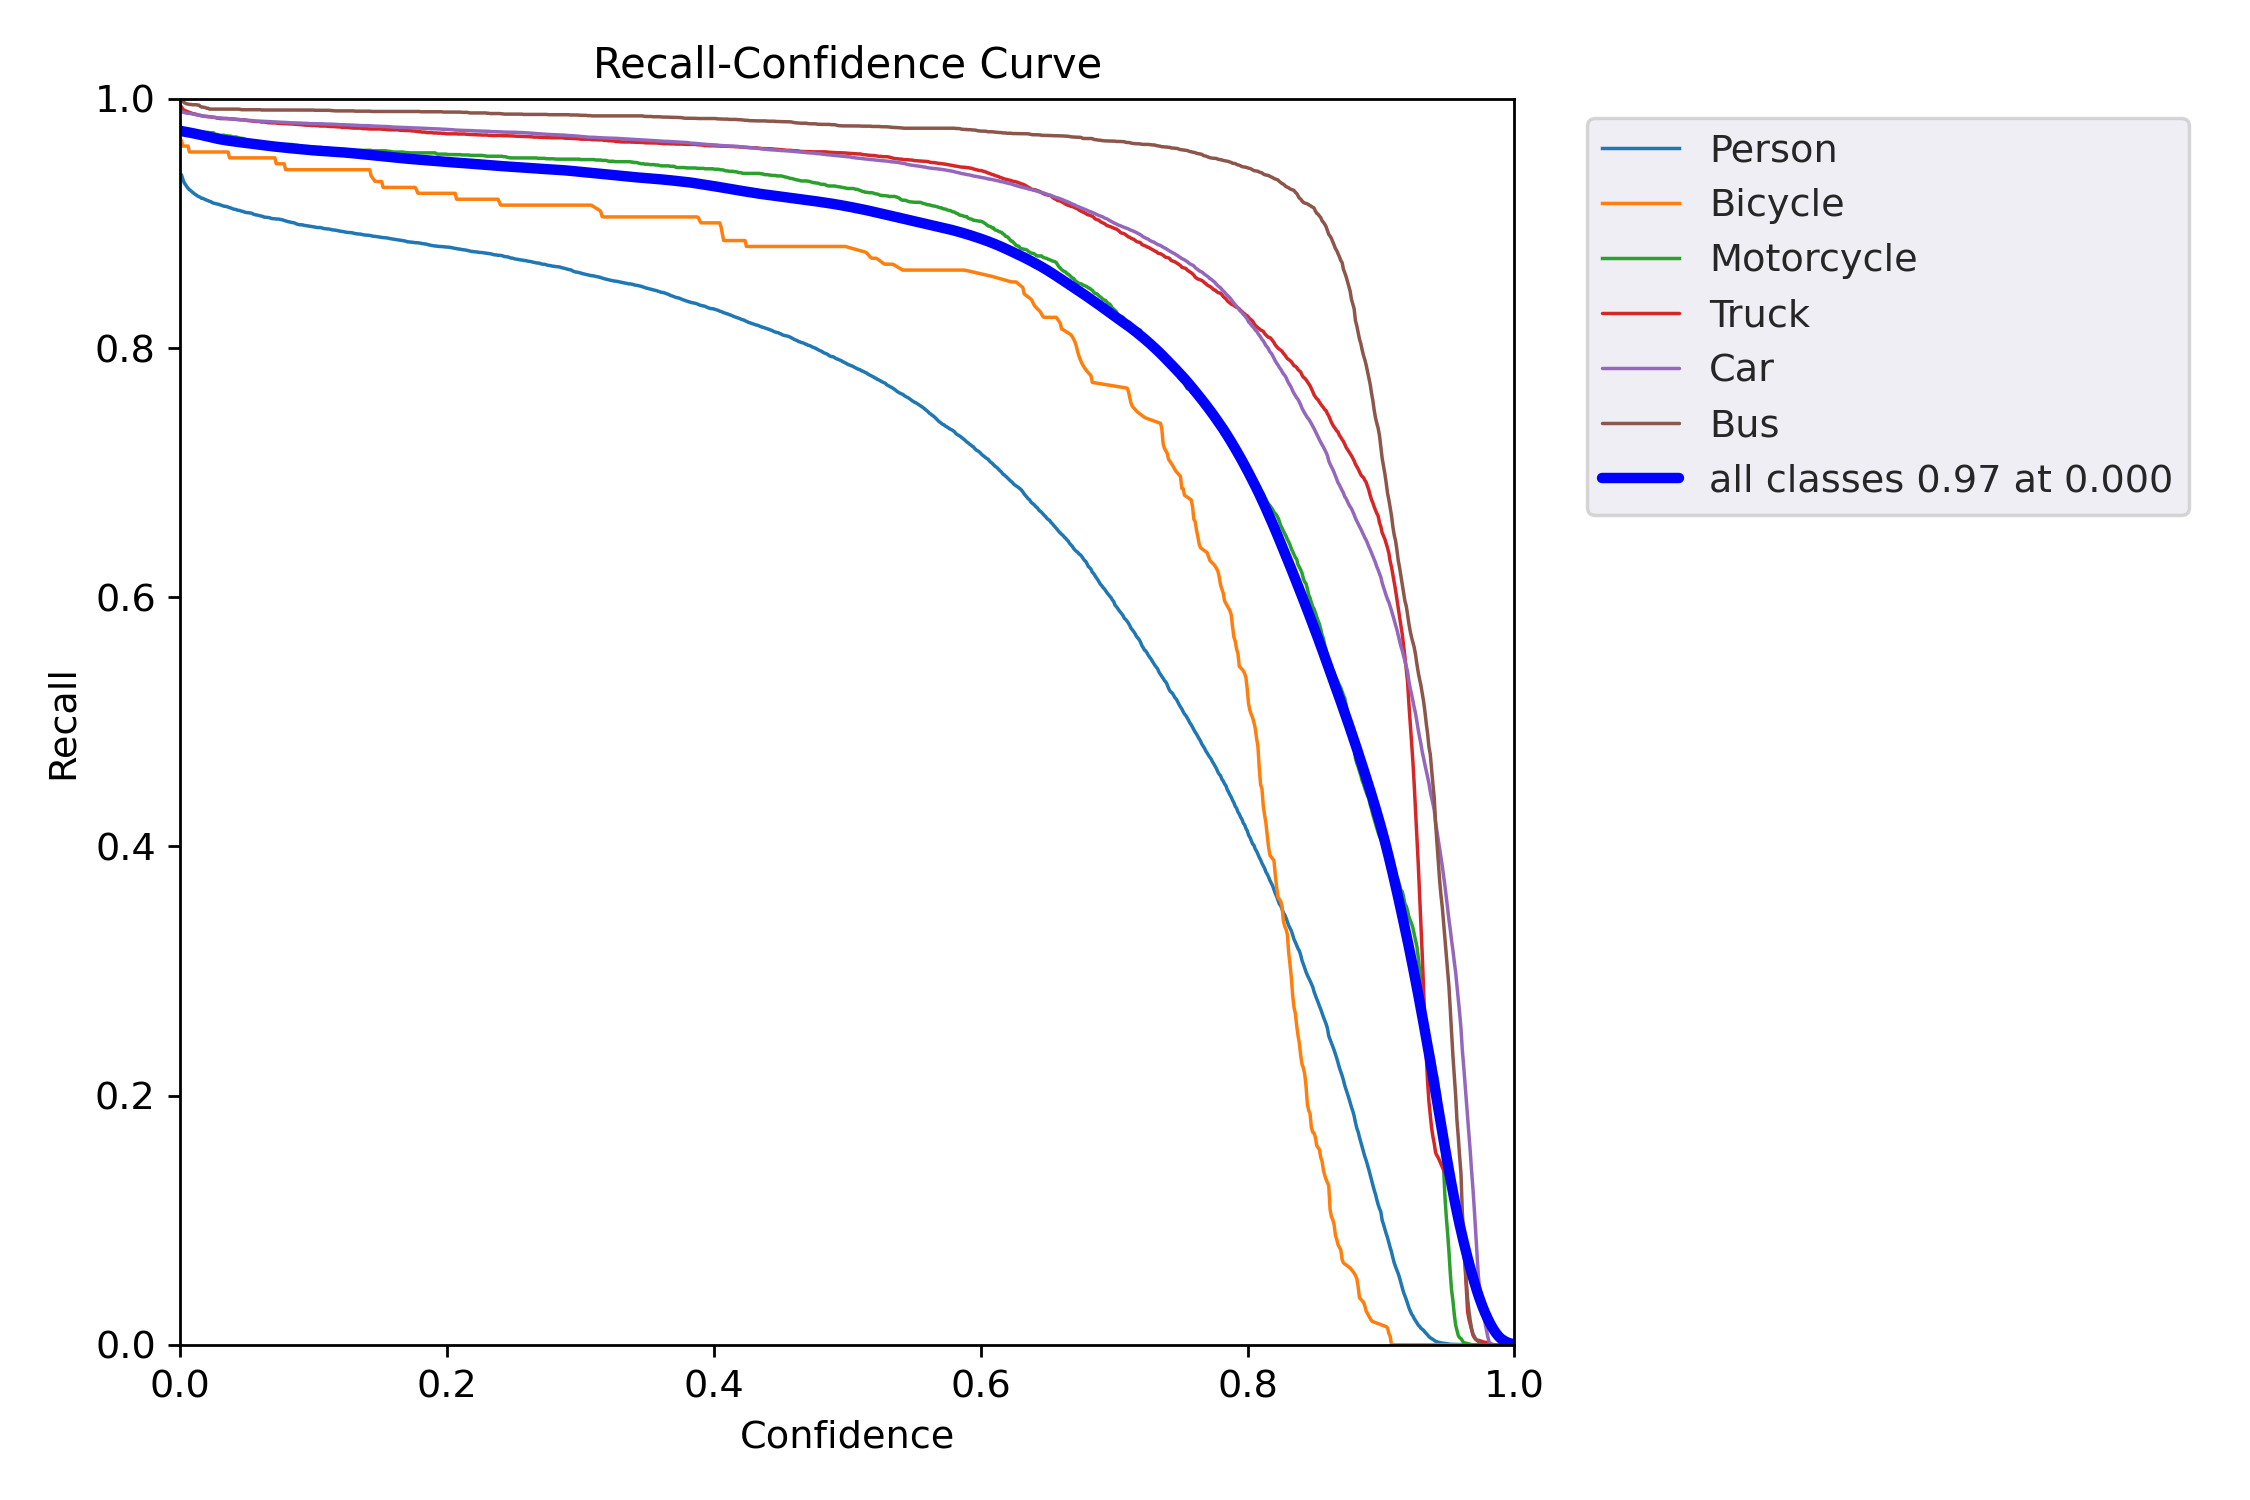 Recall-Confidence Curve
1.0
0.8
0.6
0.4
0.2
0.0
Recall
0.0 0.2 0.4 0.6 0.8 1.0
Confidence
Person
Bicycle
Motorcycle
Truck
Car
Bus
all classes 0.97 at 0.000